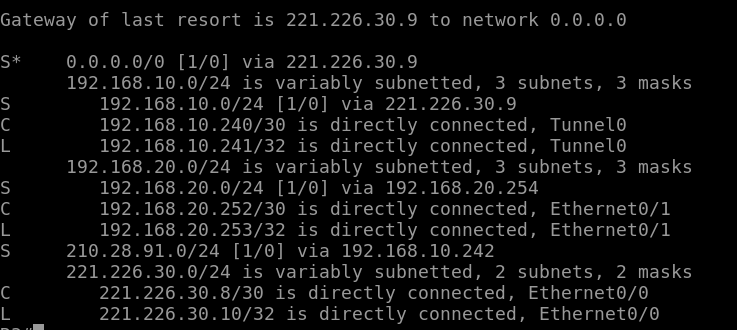 Gateway of last resort is 221.226.30.9 to network 0.0.0.0
S*    0.0.0.0/0 [1/0] via 221.226.30.9
      192.168.10.0/24 is variably subnetted, 3 subnets, 3 masks
S        192.168.10.0/24 [1/0] via 221.226.30.9
C        192.168.10.240/30 is directly connected, Tunnel0
L        192.168.10.241/32 is directly connected, Tunnel0
      192.168.20.0/24 is variably subnetted, 3 subnets, 3 masks
S        192.168.20.0/24 [1/0] via 192.168.20.254
C        192.168.20.252/30 is directly connected, Ethernet0/1
L        192.168.20.253/32 is directly connected, Ethernet0/1
S     210.28.91.0/24 [1/0] via 192.168.10.242
      221.226.30.0/24 is variably subnetted, 2 subnets, 2 masks
C        221.226.30.8/30 is directly connected, Ethernet0/0
L        221.226.30.10/32 is directly connected, Ethernet0/0